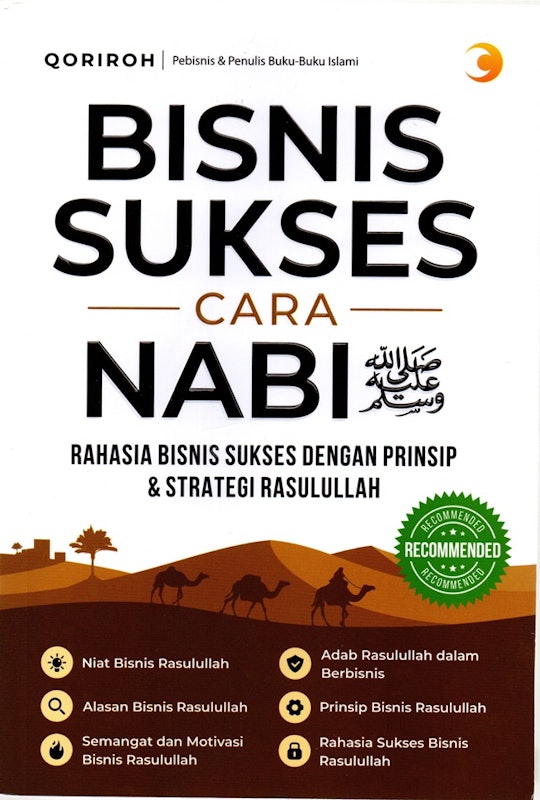 QORIROH | Pebisnis & Penulis Buku-Buku Islami
BISNIS
SUKSES
CARA
NABI
صلى الله
عليه
وسلم
RAHASIA BISNIS SUKSES DENGAN PRINSIP
& STRATEGI RASULULLAH
RECOMMENDED
RECOMMENDED
RECOMMENDED
Niat Bisnis Rasulullah
Alasan Bisnis Rasulullah
Semangat dan Motivasi
Bisnis Rasulullah
Adab Rasulullah dalam
Berbisnis
Prinsip Bisnis Rasulullah
Rahasia Sukses Bisnis
Rasulullah